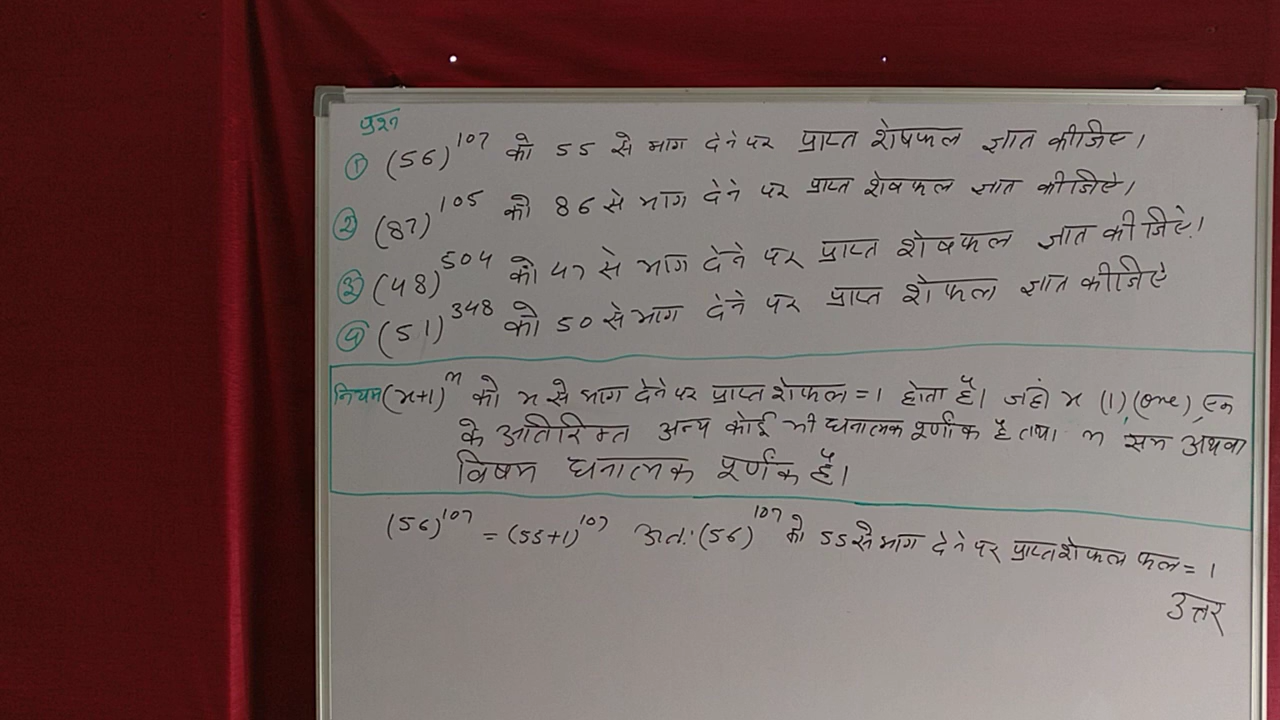 प्रश्न
① (56)^107 को 55 से भाग देने पर प्राप्त शेषफल ज्ञात कीजिए।
② (87)^105 को 86 से भाग देने पर प्राप्त शेषफल ज्ञात कीजिए।
③ (48)^504 को 47 से भाग देने पर प्राप्त शेषफल ज्ञात कीजिए।
④ (51)^348 को 50 से भाग देने पर प्राप्त शेफल ज्ञात कीजिए
नियम (x+1)^m को x से भाग देने पर प्राप्त शेफल = 1 होता है। जहां x (1) (one) एक
के अतिरिक्त अन्य कोई भी धनात्मक पूर्णांक है तथा m सम अथवा
विषम धनात्मक पूर्णांक है।
(56)^107 = (55+1)^107 अतः (56)^107 को 55 से भाग देने पर प्राप्त शेफल फल = 1
उत्तर